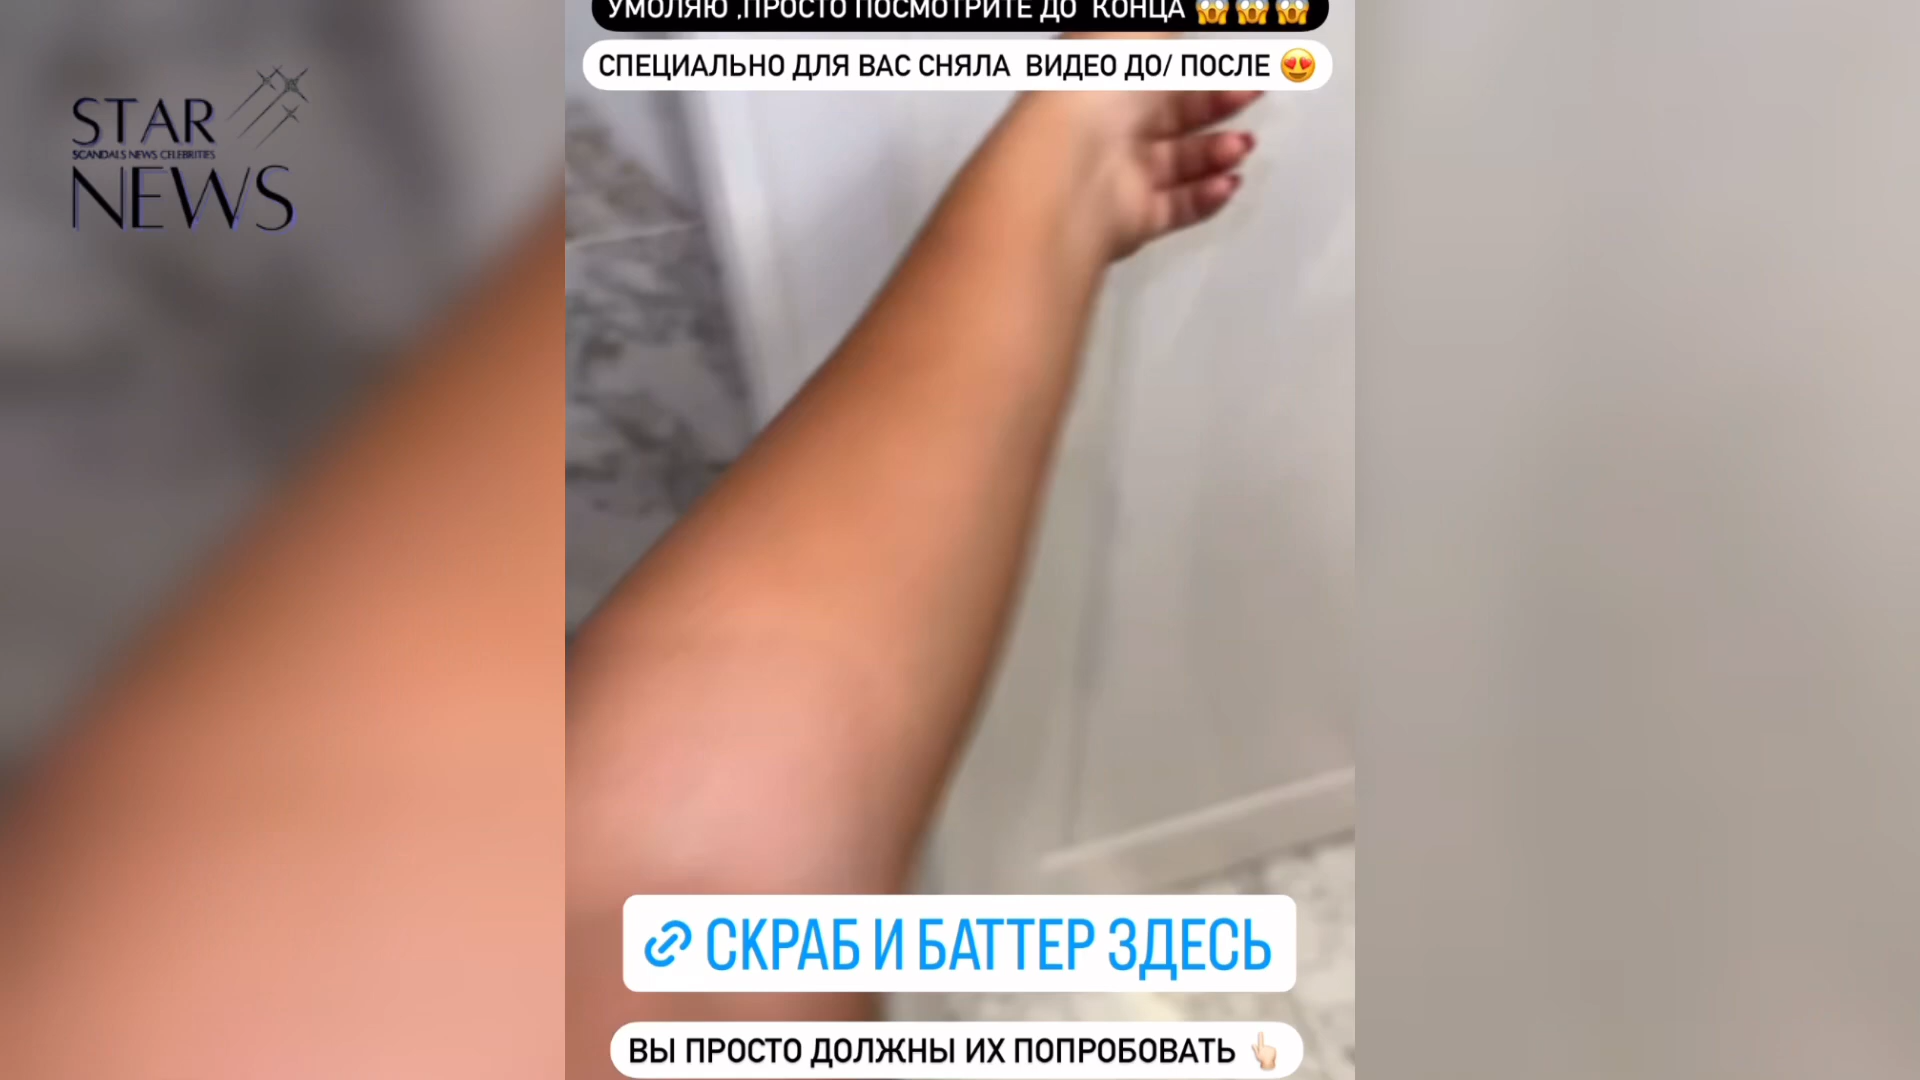 УМОЛЯЮ ,ПРОСТО ПОСМОТРИТЕ ДО КОНЦА 😱😱😱
СПЕЦИАЛЬНО ДЛЯ ВАС СНЯЛА ВИДЕО ДО/ ПОСЛЕ 😍
STAR
SCANDALS NEWS CELEBRITIES
NEWS
СКРАБ И БАТТЕР ЗДЕСЬ
ВЫ ПРОСТО ДОЛЖНЫ ИХ ПОПРОБОВАТЬ 👆🏻